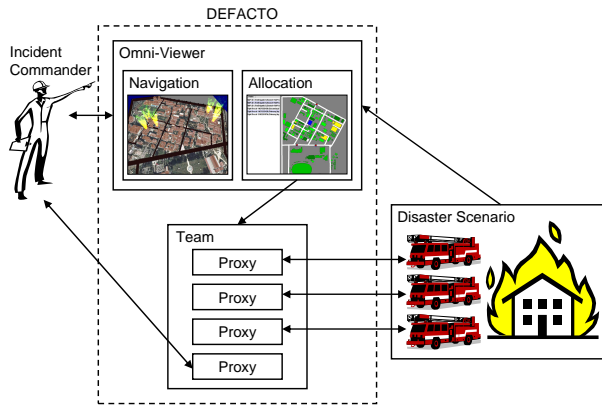 DEFACTO
Incident
Commander
Omni-Viewer
Navigation
Allocation
Disaster Scenario
Team
Proxy
Proxy
Proxy
Proxy